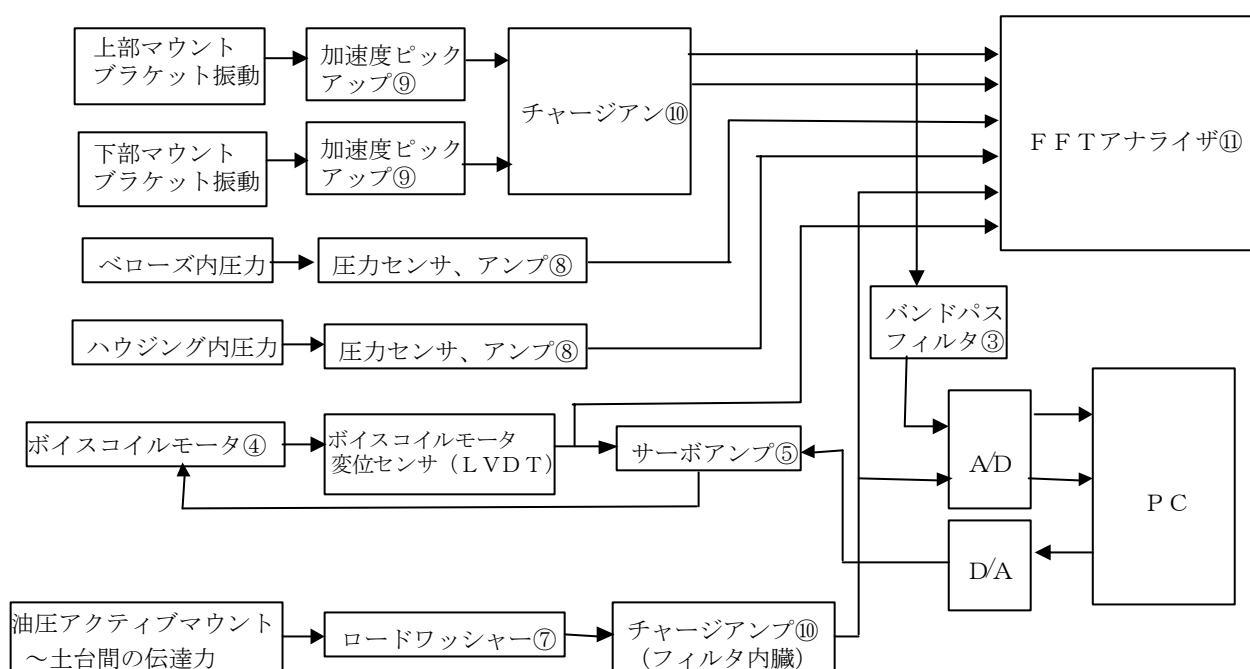 上部マウント
ブラケット振動
加速度ピック
アップ⑨
チャージアン⑩
ＦＦＴアナライザ⑪
下部マウント
ブラケット振動
加速度ピック
アップ⑨
ベローズ内圧力
圧力センサ、アンプ⑧
バンドパス
フィルタ③
ハウジング内圧力
圧力センサ、アンプ⑧
ボイスコイルモータ④
ボイスコイルモータ
変位センサ（ＬＶＤＴ）
サーボアンプ⑤
A/D
ＰＣ
D/A
油圧アクティブマウント
～土台間の伝達力
ロードワッシャー⑦
チャージアンプ⑩
（フィルタ内臓）